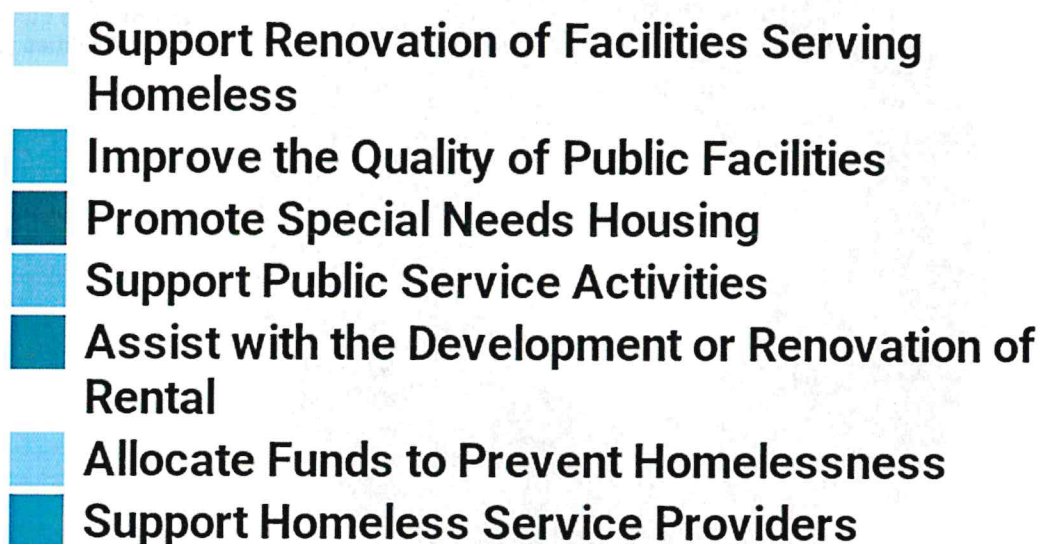 Support Renovation of Facilities Serving
Homeless
Improve the Quality of Public Facilities
Promote Special Needs Housing
Support Public Service Activities
Assist with the Development or Renovation of
Rental
Allocate Funds to Prevent Homelessness
Support Homeless Service Providers